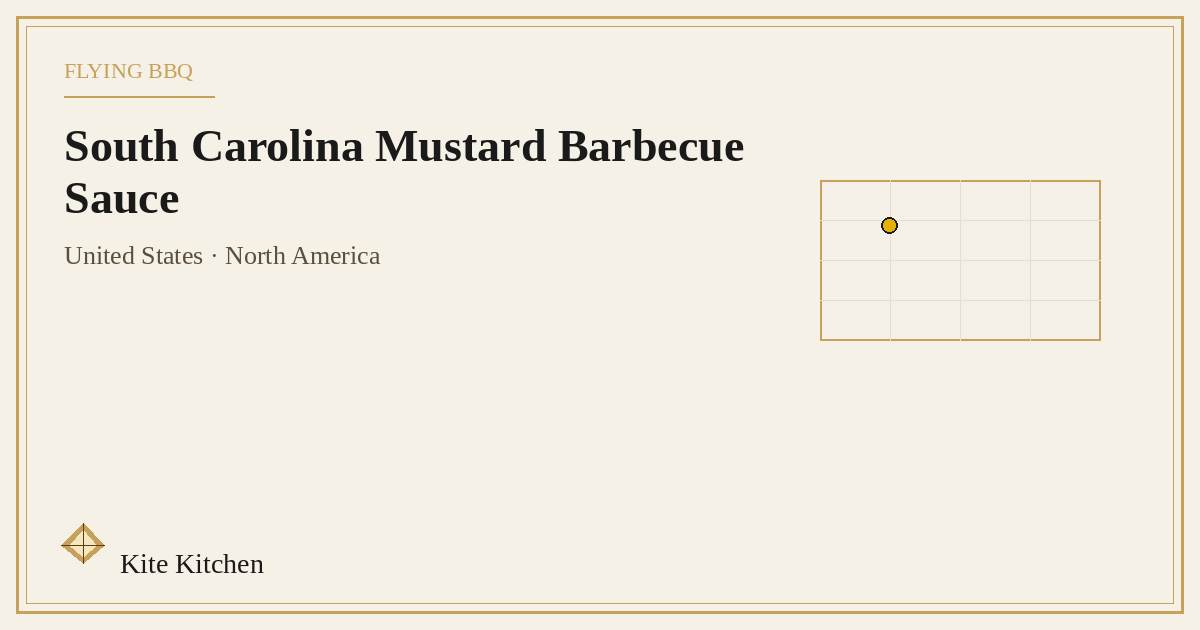 FLYING BBQ
South Carolina Mustard Barbecue
Sauce
United States · North America
Kite Kitchen